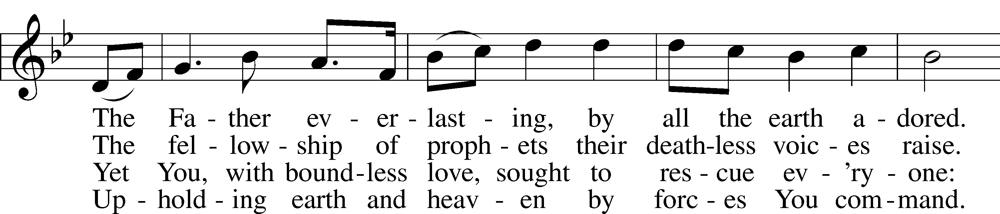 The Fa - ther ev - er - last - ing, by all the earth a - dored.
The fel - low - ship of proph - ets their death-less voic - es raise.
Yet You, with bound-less love, sought to res - cue ev - 'ry - one:
Up - hold - ing earth and heav - en by forc - es You com-mand.